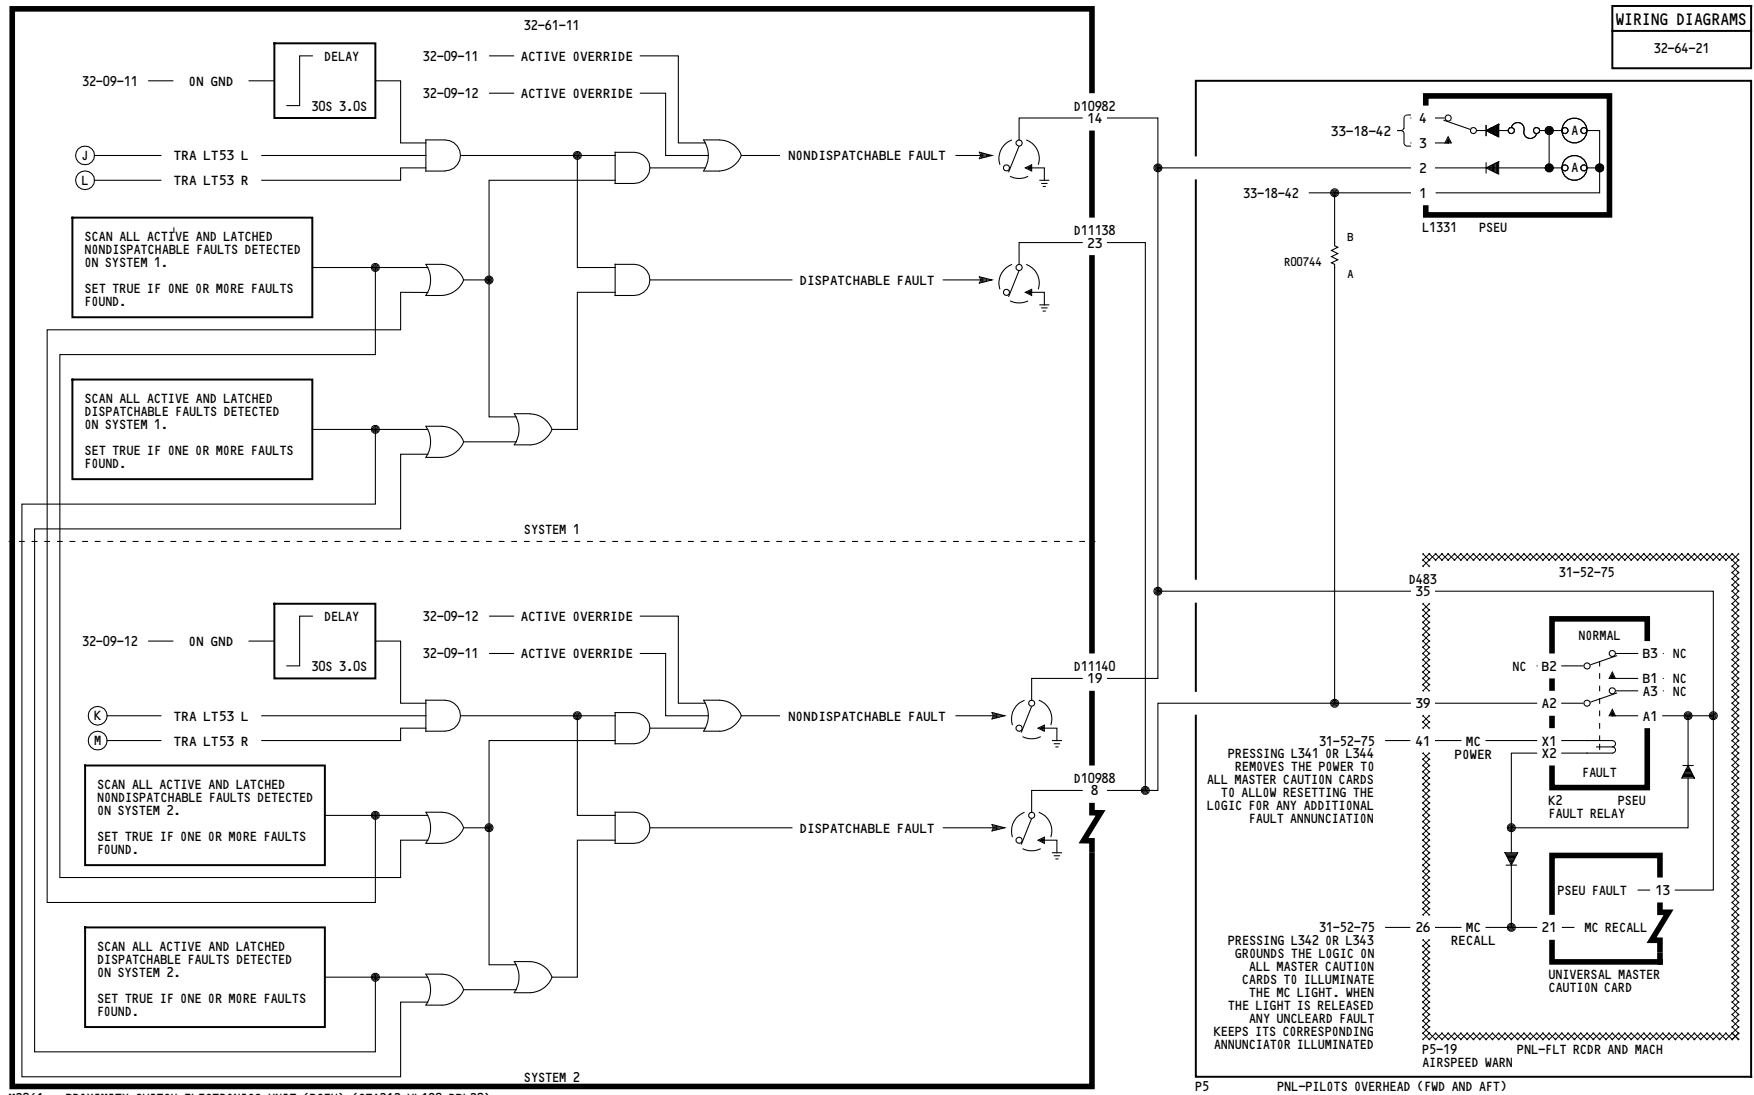 32-61-11
WIRING DIAGRAMS
32-64-21
32-09-11 ON GND
DELAY
30S 3.0S
32-09-11 ACTIVE OVERRIDE
32-09-12 ACTIVE OVERRIDE
J TRA LT53 L
L TRA LT53 R
NONDISPATCHABLE FAULT
D10982
14
SCAN ALL ACTIVE AND LATCHED
NONDISPATCHABLE FAULTS DETECTED
ON SYSTEM 1.
SET TRUE IF ONE OR MORE FAULTS
FOUND.
DISPATCHABLE FAULT
D11138
23
SCAN ALL ACTIVE AND LATCHED
DISPATCHABLE FAULTS DETECTED
ON SYSTEM 1.
SET TRUE IF ONE OR MORE FAULTS
FOUND.
SYSTEM 1
33-18-42
4
3
2
33-18-42
1
A
A
L1331 PSEU
B
R00744
A
32-09-12 ON GND
DELAY
30S 3.0S
32-09-12 ACTIVE OVERRIDE
32-09-11 ACTIVE OVERRIDE
K TRA LT53 L
M TRA LT53 R
NONDISPATCHABLE FAULT
D11140
19
SCAN ALL ACTIVE AND LATCHED
NONDISPATCHABLE FAULTS DETECTED
ON SYSTEM 2.
SET TRUE IF ONE OR MORE FAULTS
FOUND.
DISPATCHABLE FAULT
D10988
8
SCAN ALL ACTIVE AND LATCHED
DISPATCHABLE FAULTS DETECTED
ON SYSTEM 2.
SET TRUE IF ONE OR MORE FAULTS
FOUND.
SYSTEM 2
31-52-75
D483
35
NORMAL
NC B2
B3 NC
B1 NC
A3 NC
39
A2
A1
31-52-75 41 MC
POWER
X1
X2
FAULT
K2 PSEU
FAULT RELAY
PRESSING L341 OR L344
REMOVES THE POWER TO
ALL MASTER CAUTION CARDS
TO ALLOW RESETTING THE
LOGIC FOR ANY ADDITIONAL
FAULT ANNUNCIATION
PSEU FAULT 13
31-52-75 26 MC
RECALL
21 MC RECALL
PRESSING L342 OR L343
GROUNDS THE LOGIC ON
ALL MASTER CAUTION
CARDS TO ILLUMINATE
THE MC LIGHT. WHEN
THE LIGHT IS RELEASED
ANY UNCLEARD FAULT
KEEPS ITS CORRESPONDING
ANNUNCIATOR ILLUMINATED
UNIVERSAL MASTER
CAUTION CARD
P5-19 PNL-FLT RCDR AND MACH
AIRSPEED WARN
P5 PNL-PILOTS OVERHEAD (FWD AND AFT)